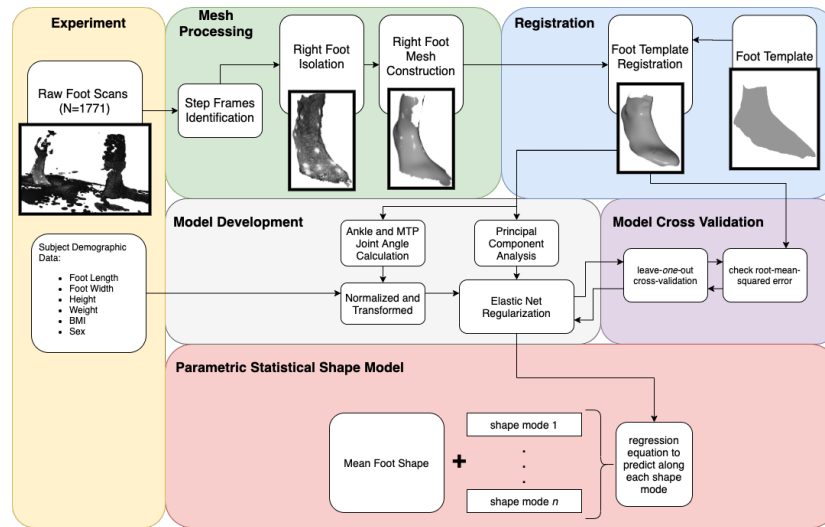 Experiment
Raw Foot Scans
(N=1771)
Subject Demographic
Data:
• Foot Length
• Foot Width
• Height
• Weight
• BMI
• Sex
Mesh
Processing
Step Frames
Identification
Right Foot
Isolation
Right Foot
Mesh
Construction
Registration
Foot Template
Registration
Foot Template
Model Development
Ankle and MTP
Joint Angle
Calculation
Principal
Component
Analysis
Normalized and
Transformed
Elastic Net
Regularization
Model Cross Validation
leave-one-out
cross-validation
check root-mean-
squared error
Parametric Statistical Shape Model
Mean Foot Shape
+
shape mode 1
.
.
.
shape mode n
regression
equation to
predict along
each shape
mode